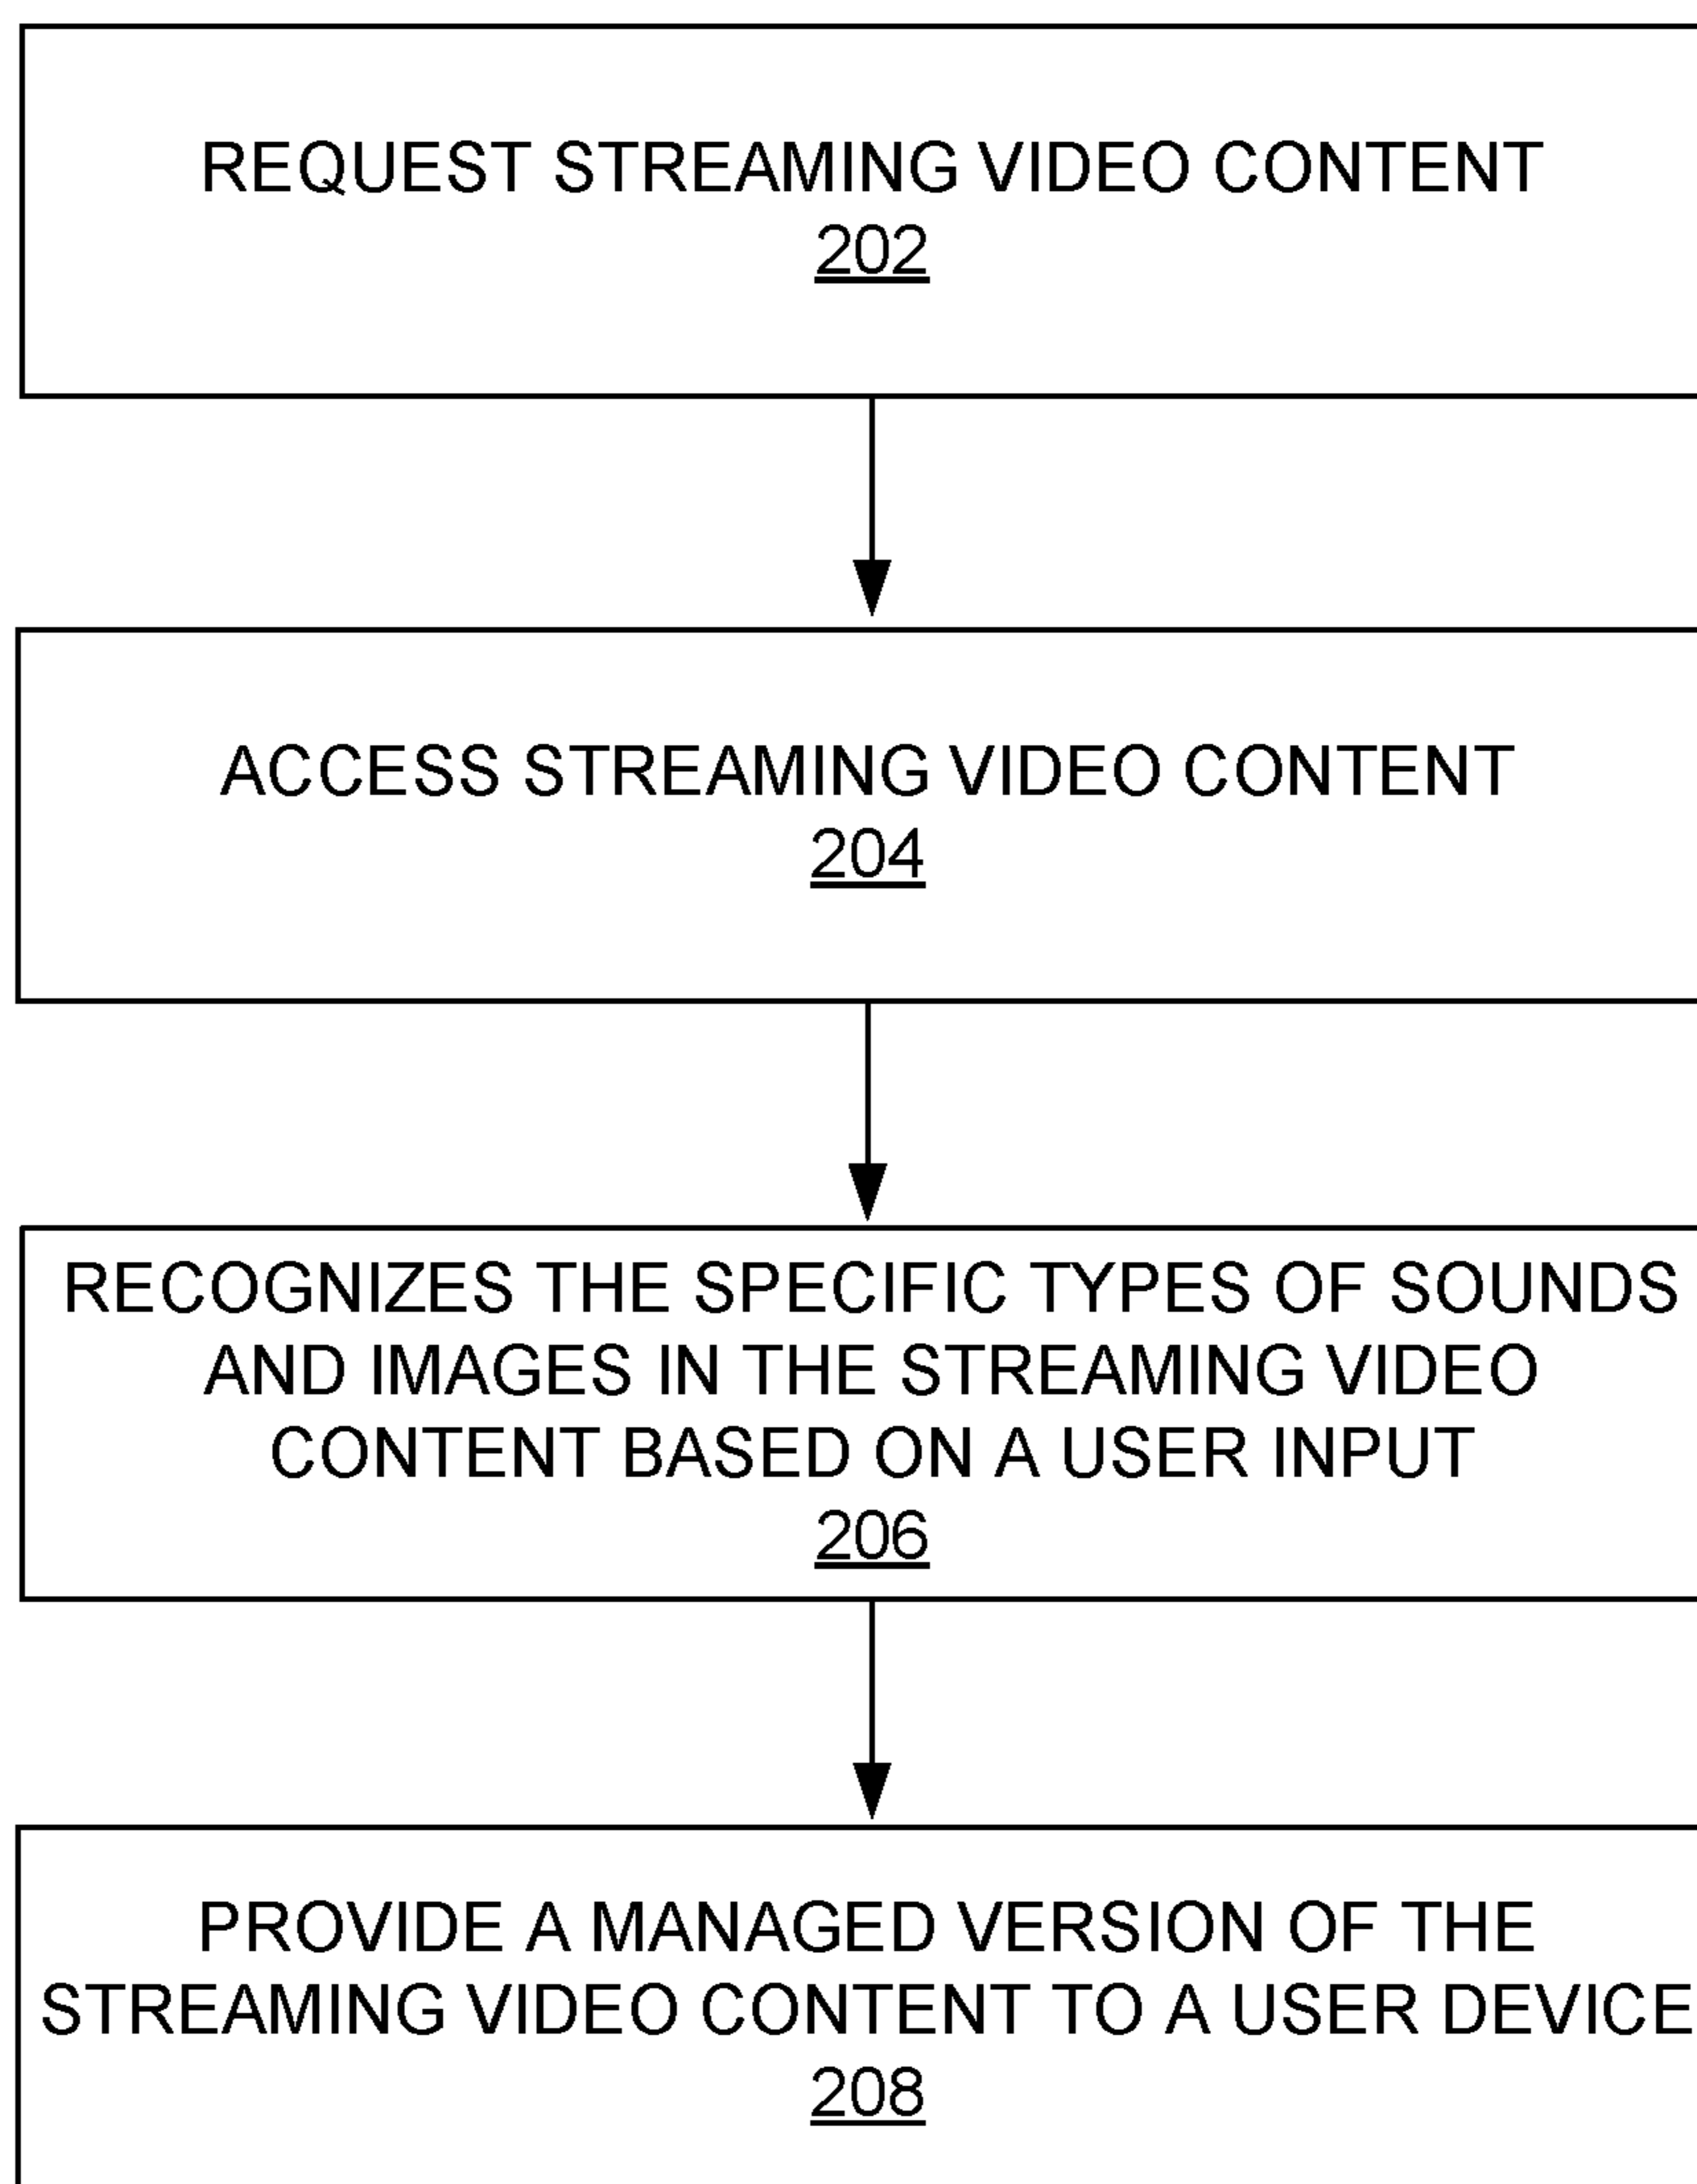 REQUEST STREAMING VIDEO CONTENT
202
ACCESS STREAMING VIDEO CONTENT
204
RECOGNIZES THE SPECIFIC TYPES OF SOUNDS
AND IMAGES IN THE STREAMING VIDEO
CONTENT BASED ON A USER INPUT
206
PROVIDE A MANAGED VERSION OF THE
STREAMING VIDEO CONTENT TO A USER DEVICE
208